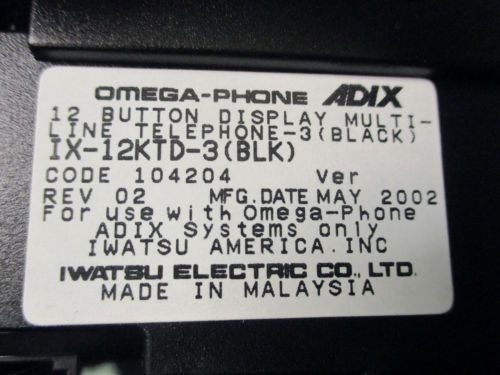 OMEGA-PHONE ADIX
12 BUTTON DISPLAY MULTI-
LINE TELEPHONE-3(BLACK)
IX-12KTD-3(BLK)
CODE 104204 Ver
REV 02 MFG.DATE MAY 2002
For use with Omega-Phone
ADIX Systems only
IWATSU AMERICA.INC
IWATSU ELECTRIC CO., LTD.
MADE IN MALAYSIA